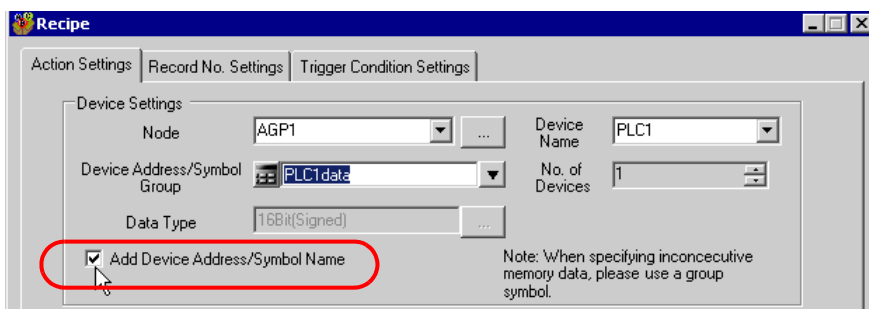 Recipe
Action Settings Record No. Settings Trigger Condition Settings
Device Settings
Node AGP1 ... Device Name PLC1
Device Address/Symbol Group PLC1data No. of Devices 1
Data Type 16Bit(Signed) ...
Add Device Address/Symbol Name
Note: When specifying inconcecutive
memory data, please use a group
symbol.